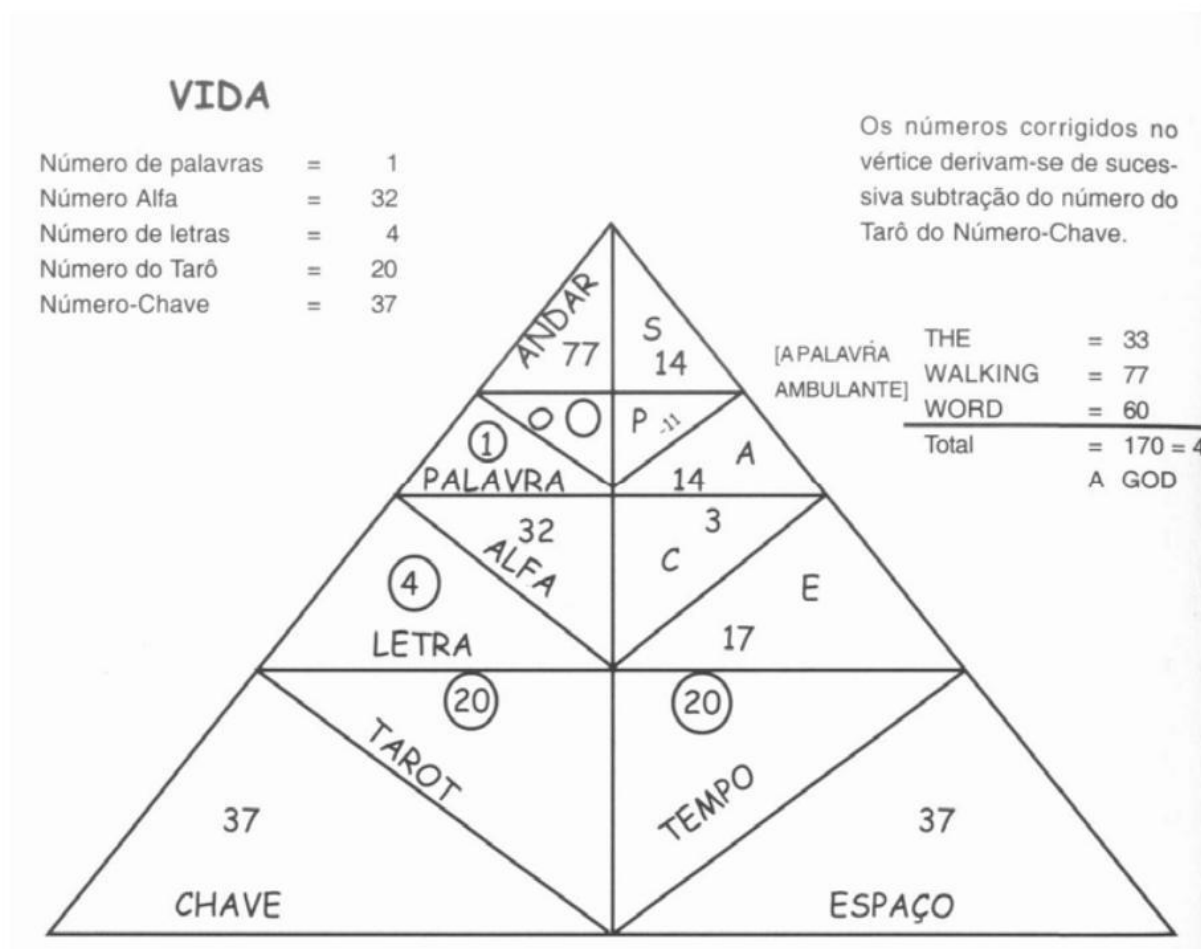 VIDA
Número de palavras = 1
Número Alfa = 32
Número de letras = 4
Número do Tarô = 20
Número-Chave = 37
Os números corrigidos no
vértice derivam-se de suces-
siva subtração do número do
Tarô do Número-Chave.
[A PALAVRA
AMBULANTE]
THE = 33
WALKING = 77
WORD = 60
Total = 170 = 4
A GOD
ANDAR
77
S
14
O
P -11
1
PALAVRA
14
A
32
ALFA
3
C
4
LETRA
E
17
20
TAROT
20
TEMPO
37
CHAVE
37
ESPAÇO